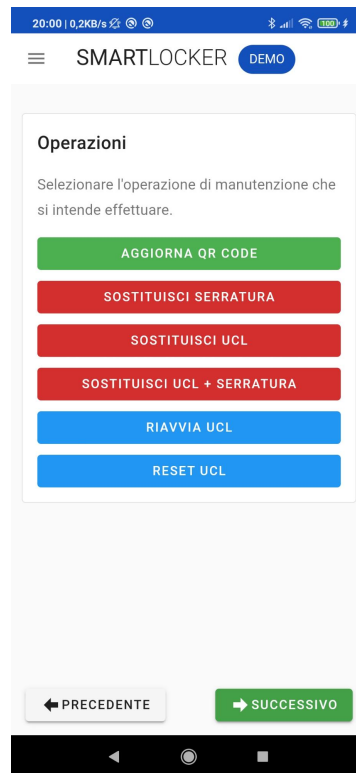 20:00 | 0,2KB/s
100
SMARTLOCKER DEMO
Operazioni
Selezionare l'operazione di manutenzione che
si intende effettuare.
AGGIORNA QR CODE
SOSTITUISCI SERRATURA
SOSTITUISCI UCL
SOSTITUISCI UCL + SERRATURA
RIAVVIA UCL
RESET UCL
PRECEDENTE
SUCCESSIVO